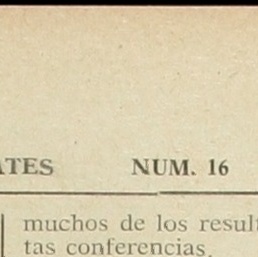 ATES NUM. 16
muchos de los result
tas conferencias.